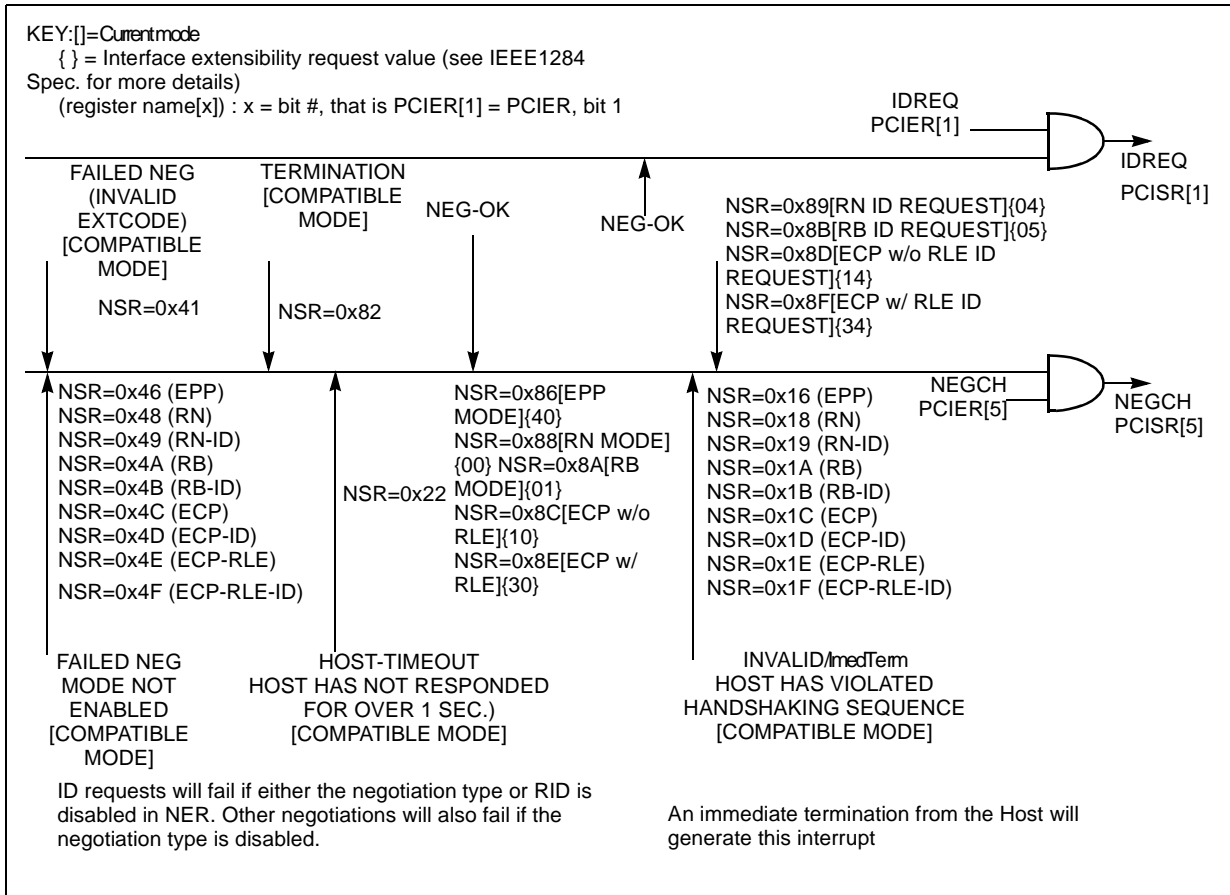 KEY:[]=Currentmode
{ } = Interface extensibility request value (see IEEE1284
Spec. for more details)
(register name[x]) : x = bit #, that is PCIER[1] = PCIER, bit 1
IDREQ
PCIER[1]
IDREQ
PCISR[1]
FAILED NEG
(INVALID
EXTCODE)
[COMPATIBLE
MODE]
NSR=0x41
TERMINATION
[COMPATIBLE
MODE]
NSR=0x82
NEG-OK
NEG-OK
NSR=0x89[RN ID REQUEST]{04}
NSR=0x8B[RB ID REQUEST]{05}
NSR=0x8D[ECP w/o RLE ID
REQUEST]{14}
NSR=0x8F[ECP w/ RLE ID
REQUEST]{34}
NSR=0x46 (EPP)
NSR=0x48 (RN)
NSR=0x49 (RN-ID)
NSR=0x4A (RB)
NSR=0x4B (RB-ID)
NSR=0x4C (ECP)
NSR=0x4D (ECP-ID)
NSR=0x4E (ECP-RLE)
NSR=0x4F (ECP-RLE-ID)
NSR=0x22
NSR=0x86[EPP
MODE]{40}
NSR=0x88[RN MODE]
{00} NSR=0x8A[RB
MODE]{01}
NSR=0x8C[ECP w/o
RLE]{10}
NSR=0x8E[ECP w/
RLE]{30}
NSR=0x16 (EPP)
NSR=0x18 (RN)
NSR=0x19 (RN-ID)
NSR=0x1A (RB)
NSR=0x1B (RB-ID)
NSR=0x1C (ECP)
NSR=0x1D (ECP-ID)
NSR=0x1E (ECP-RLE)
NSR=0x1F (ECP-RLE-ID)
NEGCH
PCIER[5]
NEGCH
PCISR[5]
FAILED NEG
MODE NOT
ENABLED
[COMPATIBLE
MODE]
HOST-TIMEOUT
HOST HAS NOT RESPONDED
FOR OVER 1 SEC.)
[COMPATIBLE MODE]
INVALID/ImedTerm
HOST HAS VIOLATED
HANDSHAKING SEQUENCE
[COMPATIBLE MODE]
ID requests will fail if either the negotiation type or RID is
disabled in NER. Other negotiations will also fail if the
negotiation type is disabled.
An immediate termination from the Host will
generate this interrupt